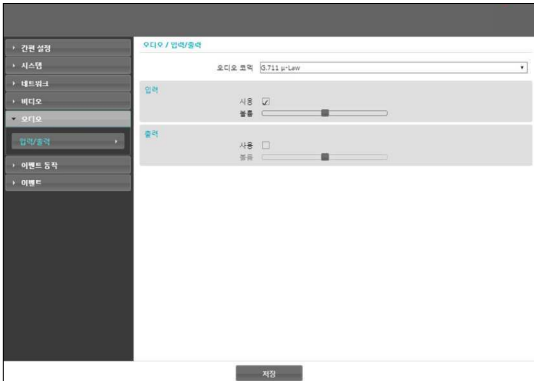 간편 설정
시스템
네트워크
비디오
오디오
입력/출력
이벤트 동작
이벤트
오디오 / 입력/출력
오디오 코덱 G.711 μ-Law
입력
사용
볼륨
출력
사용
볼륨
저장